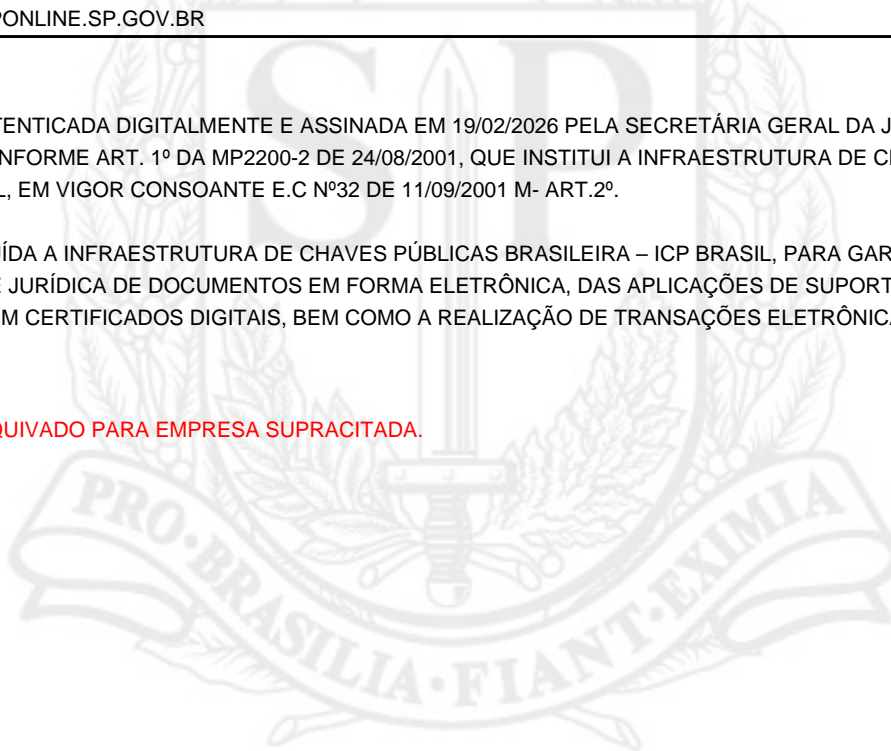 PONLINE.SP.GOV.BR
TENTICADA DIGITALMENTE E ASSINADA EM 19/02/2026 PELA SECRETÁRIA GERAL DA J
NFORME ART. 1º DA MP2200-2 DE 24/08/2001, QUE INSTITUI A INFRAESTRUTURA DE C
L, EM VIGOR CONSOANTE E.C Nº32 DE 11/09/2001 M- ART.2º.
ÍDA A INFRAESTRUTURA DE CHAVES PÚBLICAS BRASILEIRA – ICP BRASIL, PARA GAR
E JURÍDICA DE DOCUMENTOS EM FORMA ELETRÔNICA, DAS APLICAÇÕES DE SUPORT
EM CERTIFICADOS DIGITAIS, BEM COMO A REALIZAÇÃO DE TRANSAÇÕES ELETRÔNICA
QUIVADO PARA EMPRESA SUPRACITADA.
SP
PRO·BRASILIA·FIANT·EXIMIA